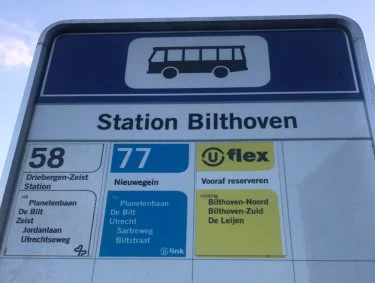 Station Bilthoven
58
Driebergen-Zeist
Station
via
Planetenbaan
De Bilt
Zeist
Jordanlaan
Utrechtseweg
77
Nieuwegein
via
Planetenbaan
De Bilt
Utrecht
Sartreweg
Biltstraat
U link
U flex
Vooraf reserveren
richting
Bilthoven-Noord
Bilthoven-Zuid
De Leijen